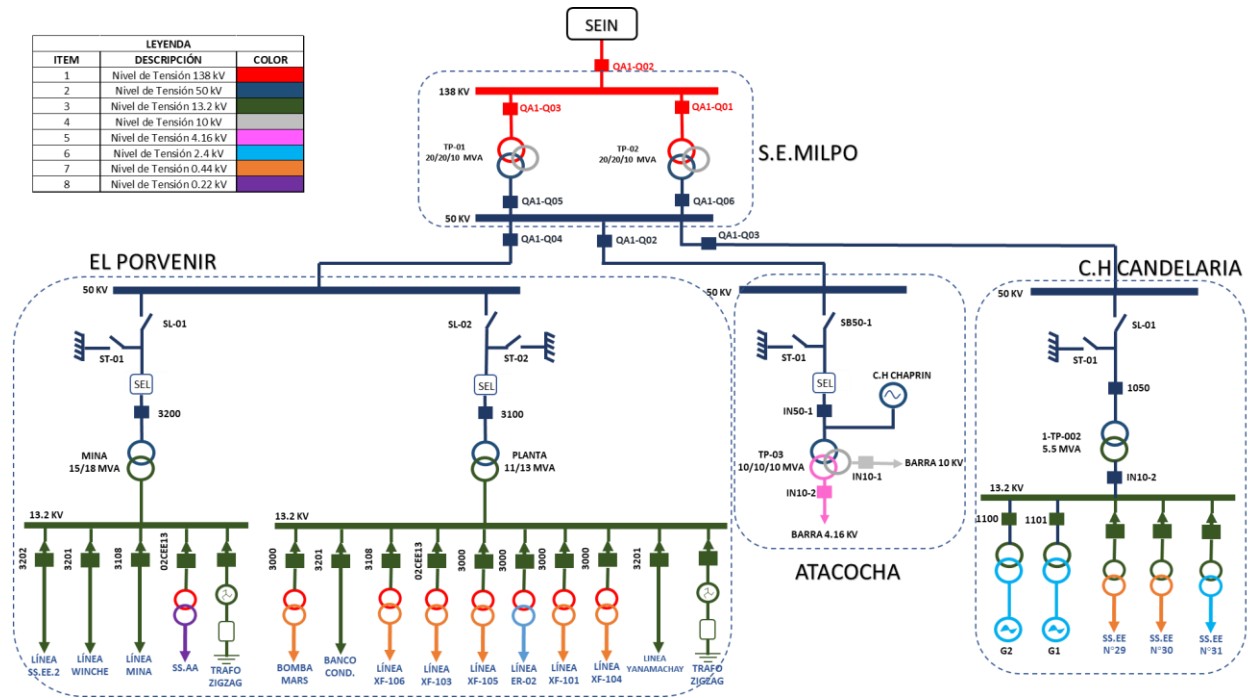 SEIN
LEYENDA
ITEM DESCRIPCIÓN COLOR
1 Nivel de Tensión 138 kV
2 Nivel de Tensión 50 kV
3 Nivel de Tensión 13.2 kV
4 Nivel de Tensión 10 kV
5 Nivel de Tensión 4.16 kV
6 Nivel de Tensión 2.4 kV
7 Nivel de Tensión 0.44 kV
8 Nivel de Tensión 0.22 kV
QA1-Q02
138 KV
QA1-Q03
QA1-Q01
TP-01
20/20/10 MVA
TP-02
20/20/10 MVA
S.E.MILPO
QA1-Q05
QA1-Q06
50 KV
QA1-Q04
QA1-Q02
QA1-Q03
EL PORVENIR
C.H CANDELARIA
50 KV
50 KV
50 KV
SL-01
ST-01
SEL
3200
MINA
15/18 MVA
SL-02
ST-02
SEL
3100
PLANTA
11/13 MVA
SB50-1
ST-01
SEL
C.H CHAPRIN
IN50-1
TP-03
10/10/10 MVA
IN10-1
BARRA 10 KV
IN10-2
BARRA 4.16 KV
ATACOCHA
SL-01
ST-01
1050
1-TP-002
5.5 MVA
IN10-2
13.2 KV
1100
1101
G2
G1
SS.EE
N°29
SS.EE
N°30
SS.EE
N°31
13.2 KV
3202
3201
3108
02CEE13
LÍNEA
SS.EE.2
LÍNEA
WINCHE
LÍNEA
MINA
SS.AA
TRAFO
ZIGZAG
13.2 KV
3000
3201
3108
02CEE13
3000
3000
3000
3000
3201
BOMBA
MARS
BANCO
COND.
LÍNEA
XF-106
LÍNEA
XF-103
LÍNEA
XF-105
LÍNEA
ER-02
LÍNEA
XF-101
LÍNEA
XF-104
LINEA
YANAMACHAY
TRAFO
ZIGZAG